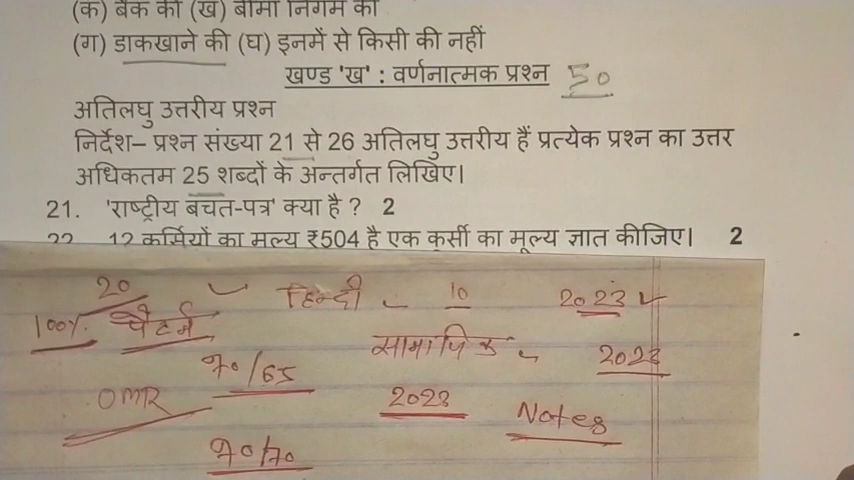 (क) बैंक की (ख) बीमा निगम की
(ग) डाकखाने की (घ) इनमें से किसी की नहीं
खण्ड 'ख' : वर्णनात्मक प्रश्न 50
अतिलघु उत्तरीय प्रश्न
निर्देश– प्रश्न संख्या 21 से 26 अतिलघु उत्तरीय हैं प्रत्येक प्रश्न का उत्तर
अधिकतम 25 शब्दों के अन्तर्गत लिखिए।
21. 'राष्ट्रीय बचत-पत्र' क्या है ? 2
22. 12 कुर्सियों का मूल्य ₹504 है एक कुर्सी का मूल्य ज्ञात कीजिए। 2
20 हिन्दी 10 2023
100% पैटर्न
70/65 2023
OMR 2023 Notes
70/70